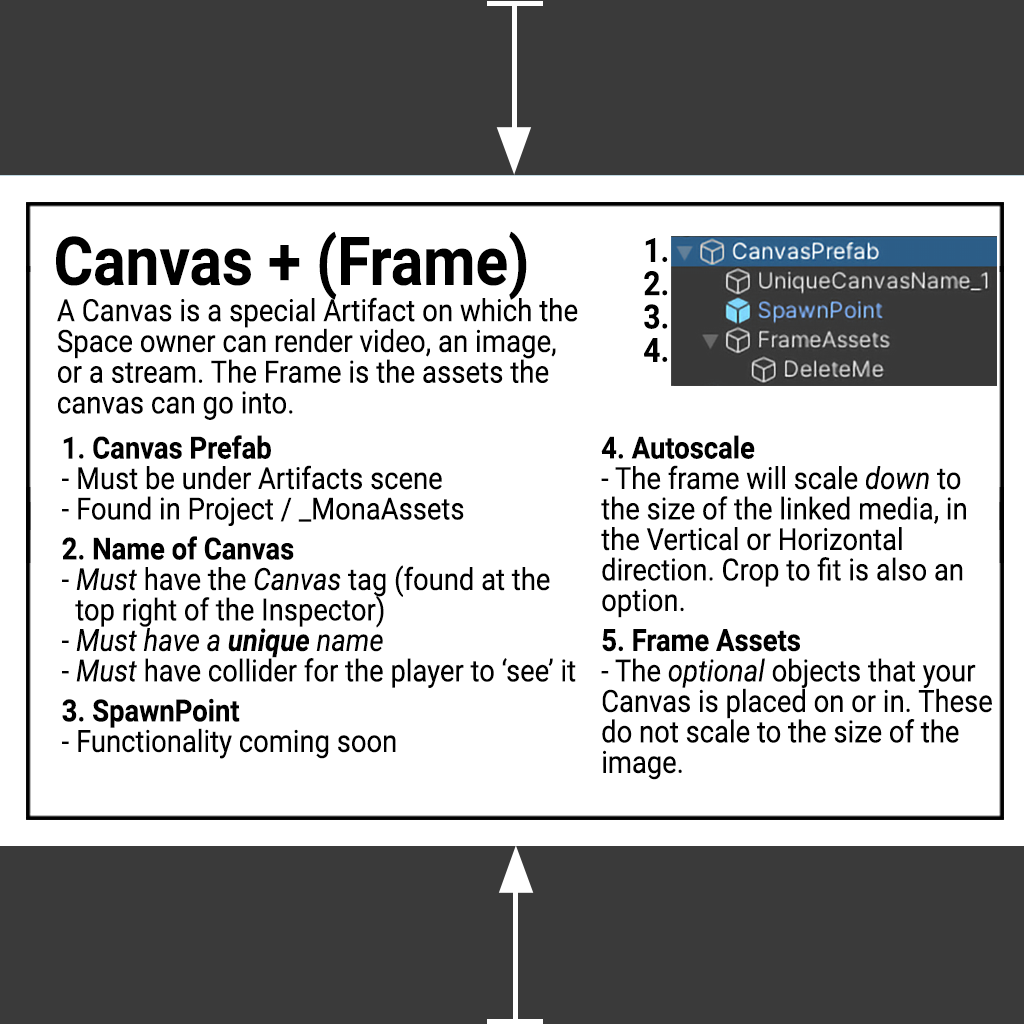 Canvas + (Frame)
A Canvas is a special Artifact on which the
Space owner can render video, an image,
or a stream. The Frame is the assets the
canvas can go into.
1. CanvasPrefab
2. UniqueCanvasName_1
3. SpawnPoint
4. FrameAssets
DeleteMe
1. Canvas Prefab
- Must be under Artifacts scene
- Found in Project / _MonaAssets
2. Name of Canvas
- Must have the Canvas tag (found at the
top right of the Inspector)
- Must have a unique name
- Must have collider for the player to ‘see’ it
3. SpawnPoint
- Functionality coming soon
4. Autoscale
- The frame will scale down to
the size of the linked media, in
the Vertical or Horizontal
direction. Crop to fit is also an
option.
5. Frame Assets
- The optional objects that your
Canvas is placed on or in. These
do not scale to the size of the
image.